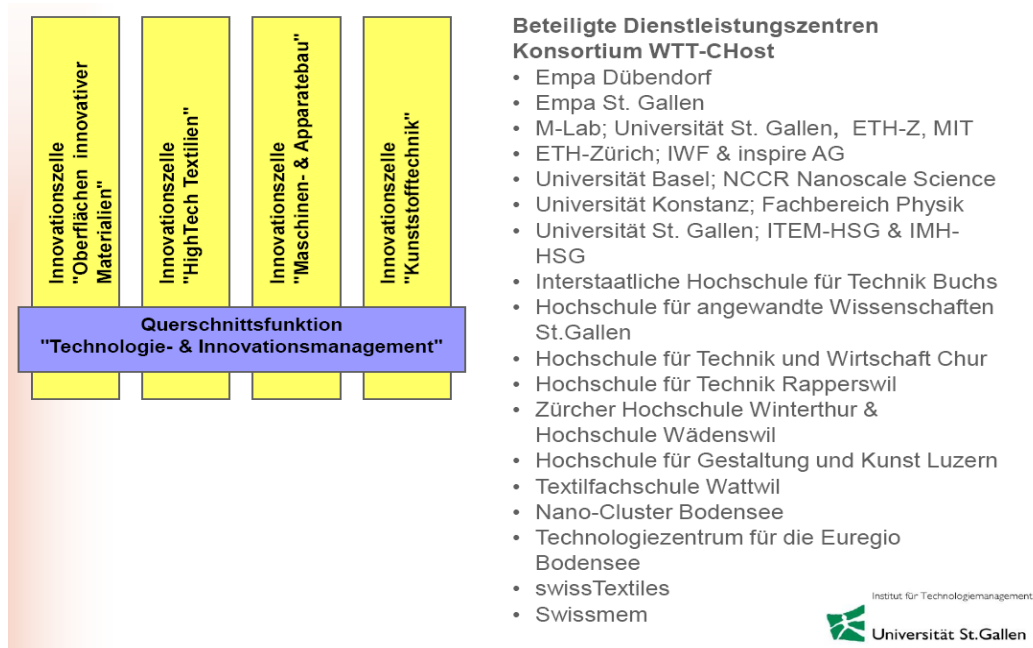 Innovationszelle
"Oberflächen innovativer
Materialien"
Innovationszelle
"HighTech Textilien"
Innovationszelle
"Maschinen- & Apparatebau"
Innovationszelle
"Kunststofftechnik"
Querschnittsfunktion
"Technologie- & Innovationsmanagement"
Beteiligte Dienstleistungszentren
Konsortium WTT-CHost
• Empa Dübendorf
• Empa St. Gallen
• M-Lab; Universität St. Gallen, ETH-Z, MIT
• ETH-Zürich; IWF & inspire AG
• Universität Basel; NCCR Nanoscale Science
• Universität Konstanz; Fachbereich Physik
• Universität St. Gallen; ITEM-HSG & IMH-
HSG
• Interstaatliche Hochschule für Technik Buchs
• Hochschule für angewandte Wissenschaften
St.Gallen
• Hochschule für Technik und Wirtschaft Chur
• Hochschule für Technik Rapperswil
• Zürcher Hochschule Winterthur &
Hochschule Wädenswil
• Hochschule für Gestaltung und Kunst Luzern
• Textilfachschule Wattwil
• Nano-Cluster Bodensee
• Technologiezentrum für die Euregio
Bodensee
• swissTextiles
• Swissmem
Institut für Technologiemanagement
Universität St.Gallen